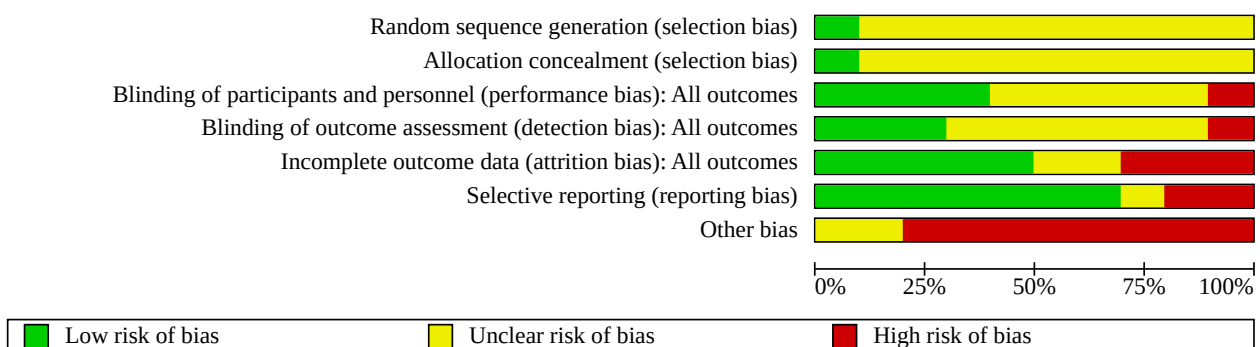 Random sequence generation (selection bias)
Allocation concealment (selection bias)
Blinding of participants and personnel (performance bias): All outcomes
Blinding of outcome assessment (detection bias): All outcomes
Incomplete outcome data (attrition bias): All outcomes
Selective reporting (reporting bias)
Other bias
0% 25% 50% 75% 100%
Low risk of bias Unclear risk of bias High risk of bias